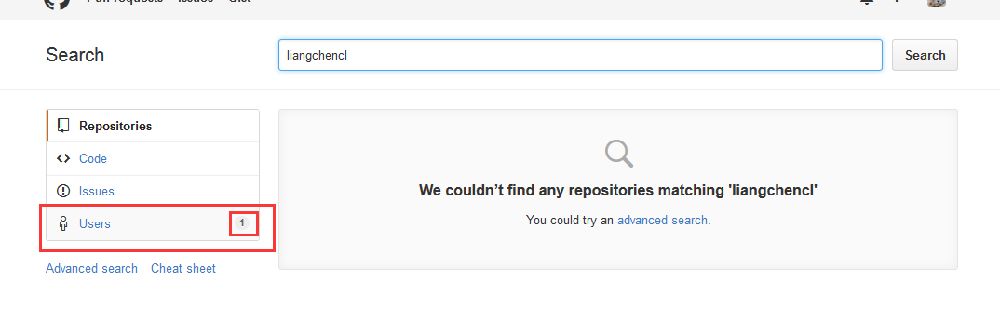 Pull requests Issues Gist
Search
liangchencl
Search
Repositories
Code
Issues
Users 1
Advanced search Cheat sheet
We couldn’t find any repositories matching 'liangchencl'
You could try an advanced search.